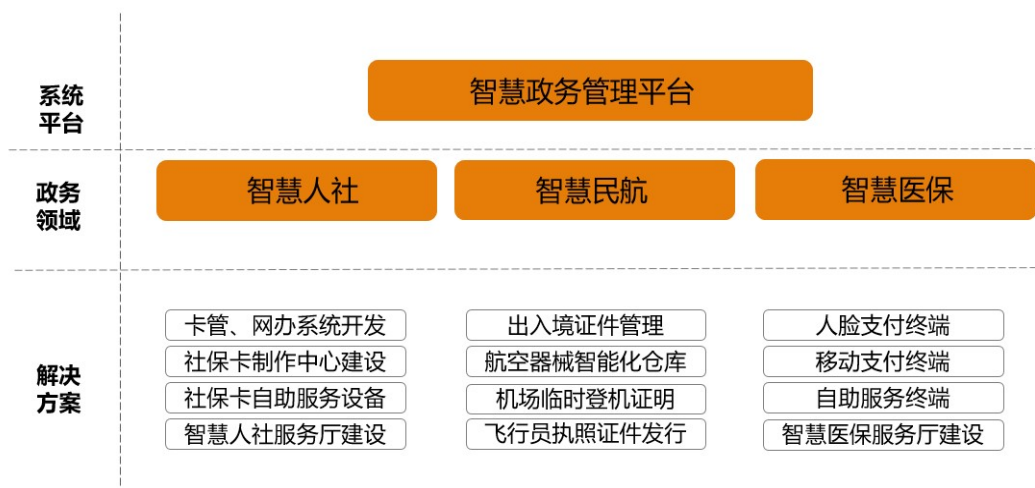 系统
平台
智慧政务管理平台
政务
领域
智慧人社
智慧民航
智慧医保
解决
方案
卡管、网办系统开发
社保卡制作中心建设
社保卡自助服务设备
智慧人社服务厅建设
出入境证件管理
航空器械智能化仓库
机场临时登机证明
飞行员执照证件发行
人脸支付终端
移动支付终端
自助服务终端
智慧医保服务厅建设